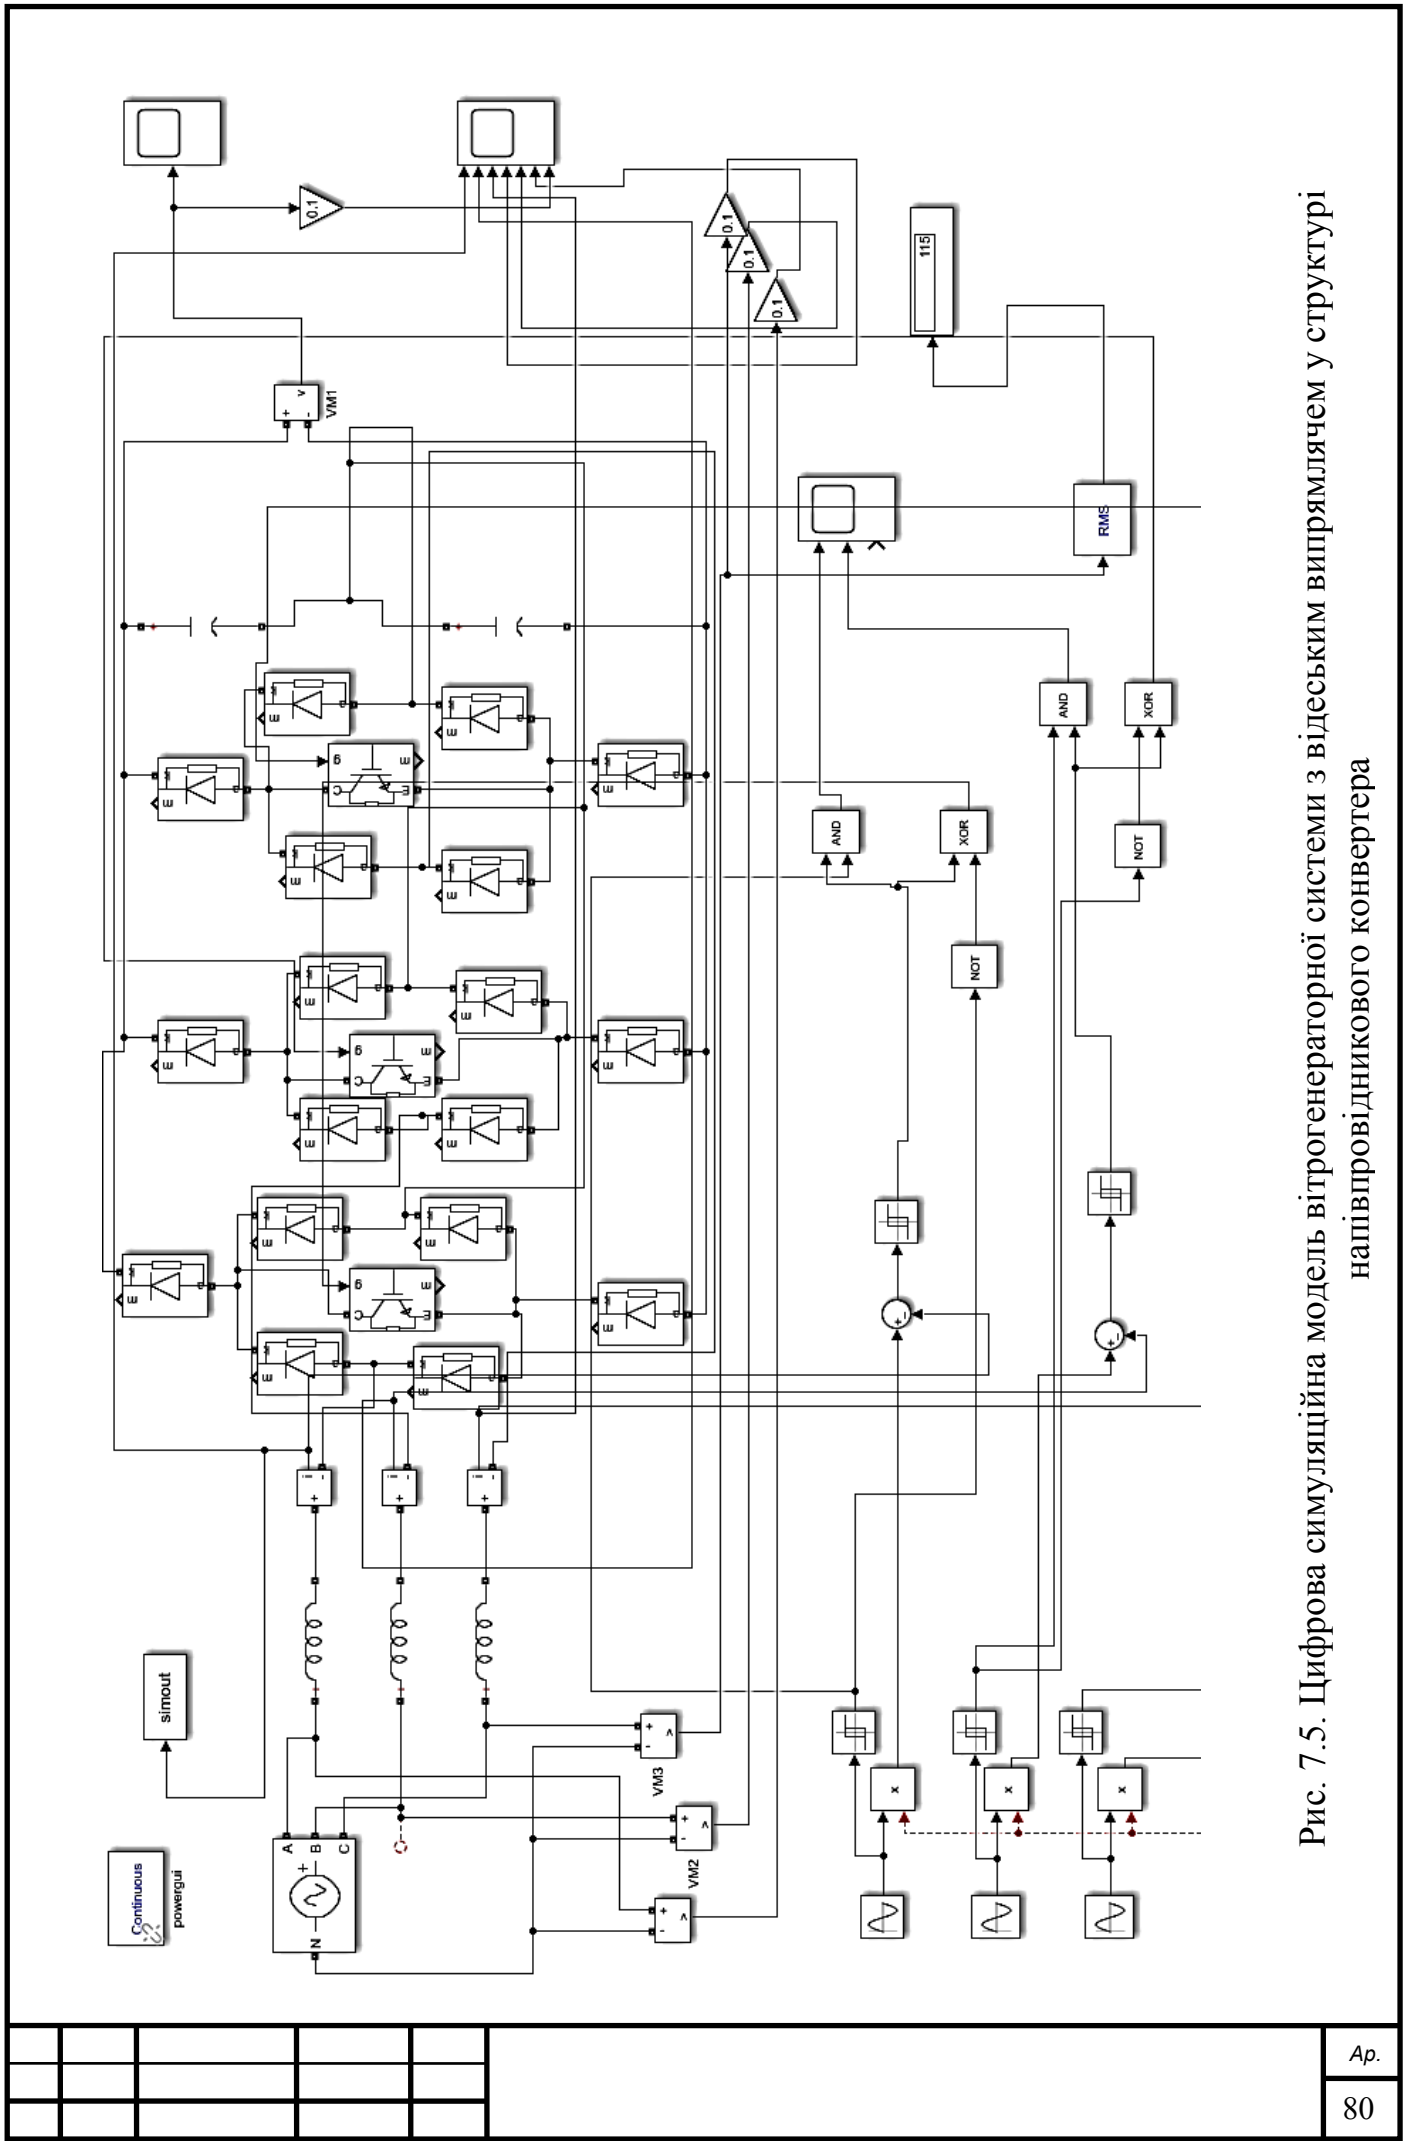 Continuous
powergui
simout
N
A
B
C
+
VM3
VM2
VM1
+
-
v
i
+
-
i
+
-
i
+
-
+
-
v
+
-
v
+
-
v
m
a
k
g
C
E
m
g
C
E
m
g
C
E
m
0.1
0.1
0.1
0.1
115
RMS
AND
XOR
NOT
AND
XOR
NOT
x
x
x
+
-
+
-
Рис. 7.5. Цифрова симуляційна модель вітрогенераторної системи з відеським випрямлячем у структурі
напівпровідникового конвертера
Ар.
80